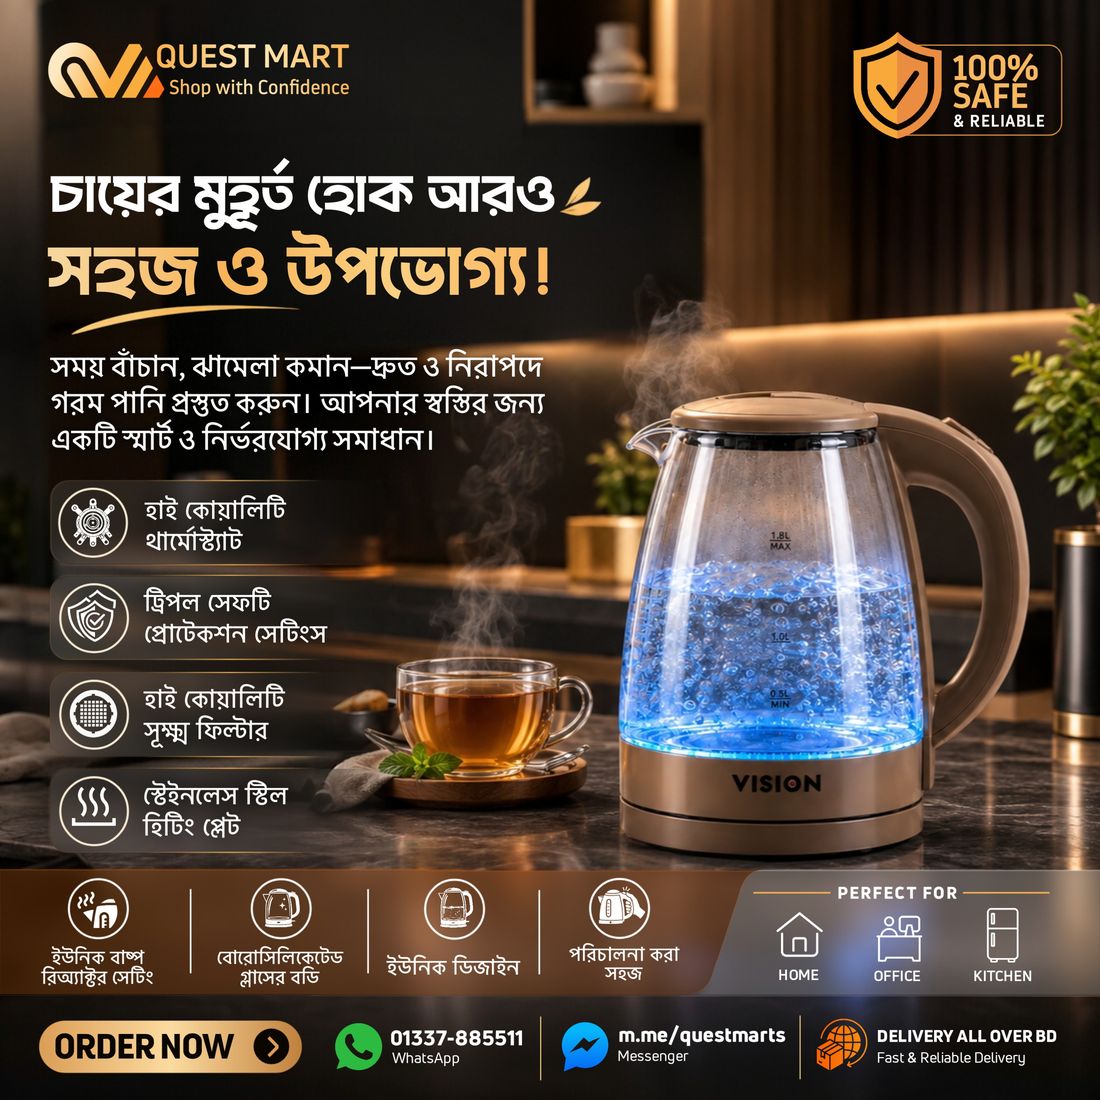 QUEST MART
Shop with Confidence
100%
SAFE
& RELIABLE
চায়ের মুহূর্ত হোক আরও
সহজ ও উপভোগ্য!
সময় বাঁচান, ঝামেলা কমান—দ্রুত ও নিরাপদে
গরম পানি প্রস্তুত করুন। আপনার স্বস্তির জন্য
একটি স্মার্ট ও নির্ভরযোগ্য সমাধান।
হাই কোয়ালিটি
থার্মোস্ট্যাট
ট্রিপল সেফটি
প্রোটেকশন সেটিংস
হাই কোয়ালিটি
সূক্ষ্ম ফিল্টার
স্টেইনলেস স্টিল
হিটিং প্লেট
1.8L
MAX
1.0L
0.5L
MIN
VISION
ইউনিক বাষ্প
রিঅ্যাক্টর সেটিং
বোরোসিলিকেটেড
গ্লাসের বডি
ইউনিক ডিজাইন
পরিচালনা করা
সহজ
PERFECT FOR
HOME
OFFICE
KITCHEN
ORDER NOW
01337-885511
WhatsApp
m.me/questmarts
Messenger
DELIVERY ALL OVER BD
Fast & Reliable Delivery